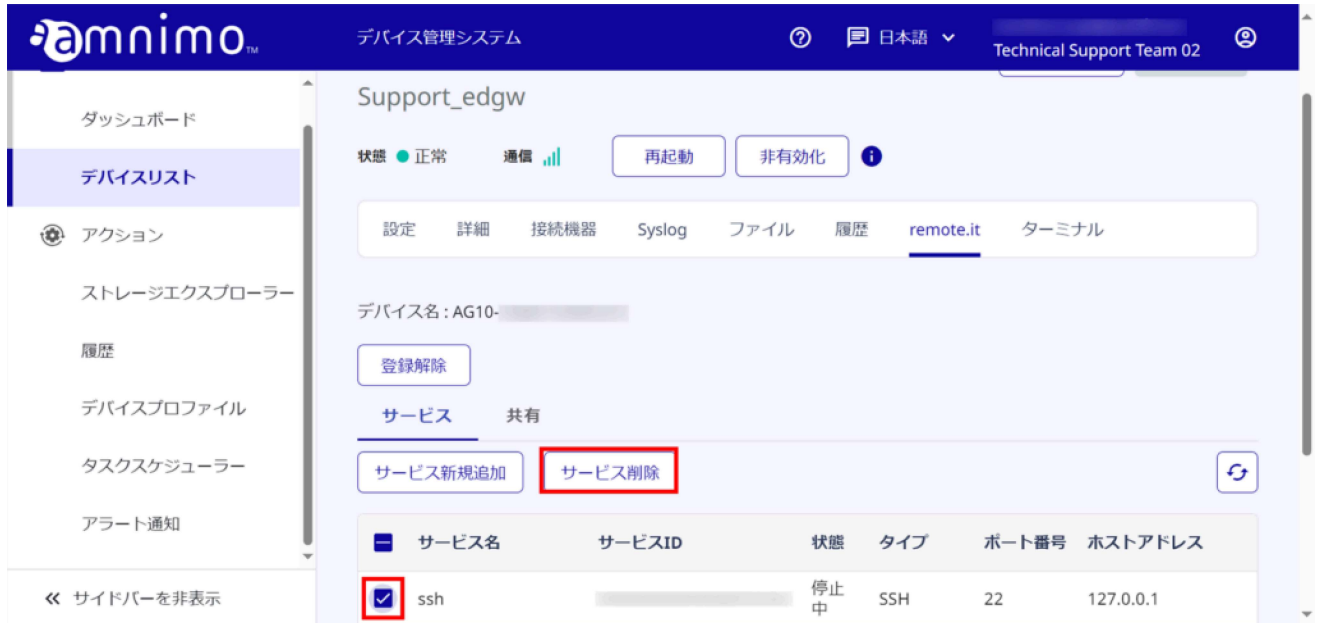 amnimo™
デバイス管理システム
日本語
Technical Support Team 02
ダッシュボード
デバイスリスト
アクション
ストレージエクスプローラー
履歴
デバイスプロファイル
タスクスケジューラー
アラート通知
サイドバーを非表示
Support_edgw
状態 正常 通信 再起動 非有効化
設定 詳細 接続機器 Syslog ファイル 履歴 remote.it ターミナル
デバイス名 : AG10-
登録解除
サービス 共有
サービス新規追加 サービス削除
サービス名 サービスID 状態 タイプ ポート番号 ホストアドレス
ssh 停止中 SSH 22 127.0.0.1